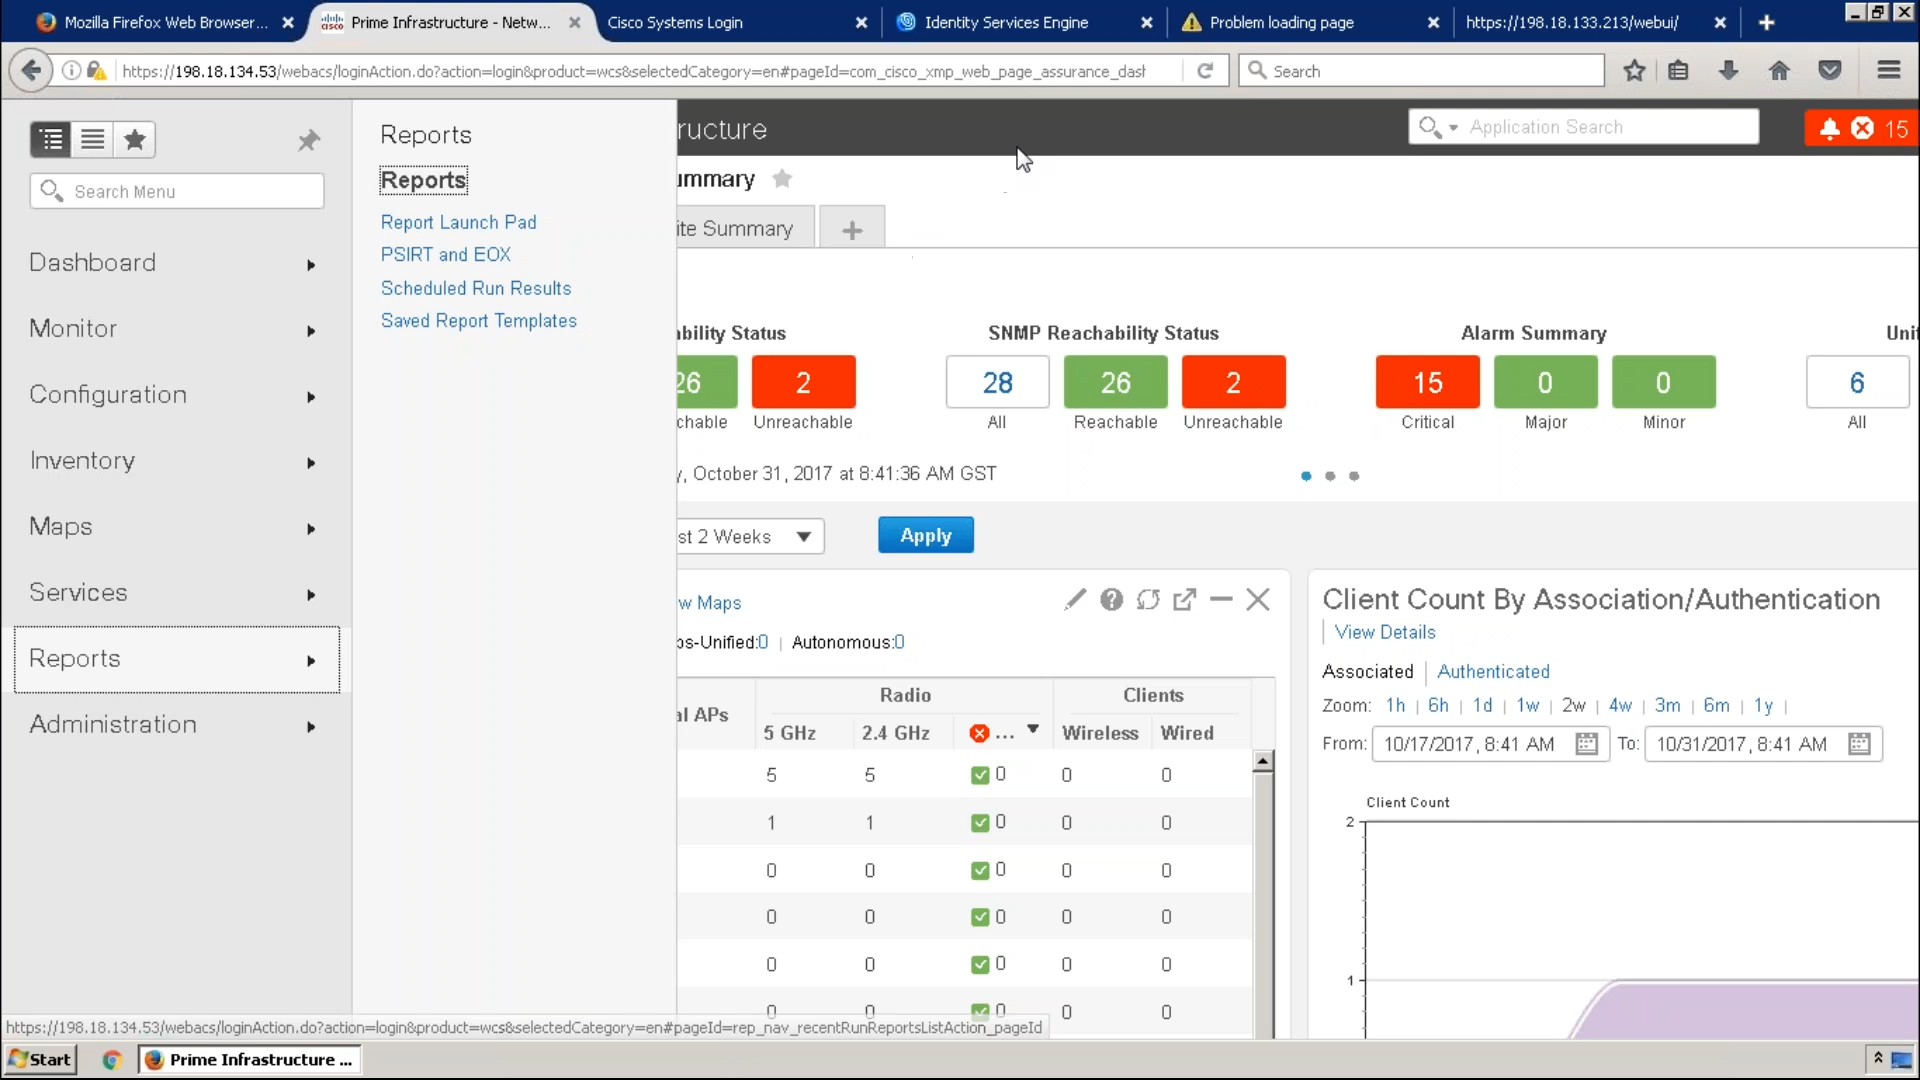 Mozilla Firefox Web Browser...
Prime Infrastructure - Netw...
Cisco Systems Login
Identity Services Engine
Problem loading page
https://198.18.133.213/webui/
https://198.18.134.53/webacs/loginAction.do?action=login&product=wcs&selectedCategory=en#pageId=com_cisco_xmp_web_page_assurance_dash
Search
Search Menu
Dashboard
Monitor
Configuration
Inventory
Maps
Services
Reports
Administration
Reports
Reports
Report Launch Pad
PSIRT and EOX
Scheduled Run Results
Saved Report Templates
ructure
Application Search
15
ummary
ite Summary
bility Status
26
2
chable
Unreachable
SNMP Reachability Status
28
26
2
All
Reachable
Unreachable
Alarm Summary
15
0
0
Critical
Major
Minor
Unif
6
All
y, October 31, 2017 at 8:41:36 AM GST
st 2 Weeks
Apply
w Maps
ps-Unified:0 | Autonomous:0
al APs
Radio
Clients
5 GHz
2.4 GHz
...
Wireless
Wired
5 5 0 0 0
1 1 0 0 0
0 0 0 0 0
0 0 0 0 0
0 0 0 0 0
0 0 0 0 0
Client Count By Association/Authentication
View Details
Associated | Authenticated
Zoom: 1h | 6h | 1d | 1w | 2w | 4w | 3m | 6m | 1y |
From: 10/17/2017, 8:41 AM To: 10/31/2017, 8:41 AM
Client Count
2
1
https://198.18.134.53/webacs/loginAction.do?action=login&product=wcs&selectedCategory=en#pageId=rep_nav_recentRunReportsListAction_pageId
Start
Prime Infrastructure ...